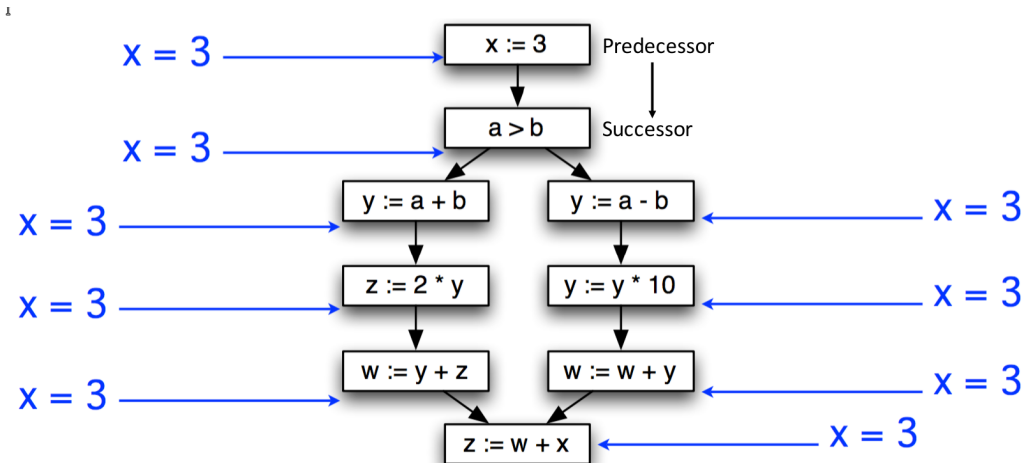 x = 3
x := 3
Predecessor
x = 3
a > b
Successor
x = 3
y := a + b
y := a - b
x = 3
x = 3
z := 2 * y
y := y * 10
x = 3
x = 3
w := y + z
w := w + y
x = 3
z := w + x
x = 3